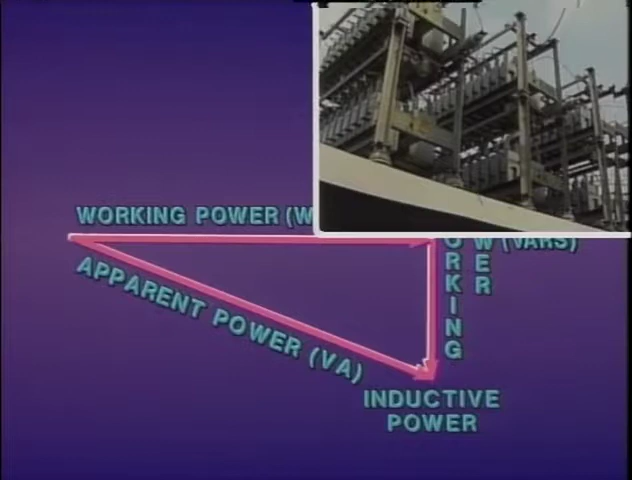 WORKING POWER (W
ORKING
WER
(VARS)
APPARENT POWER (VA)
INDUCTIVE
POWER